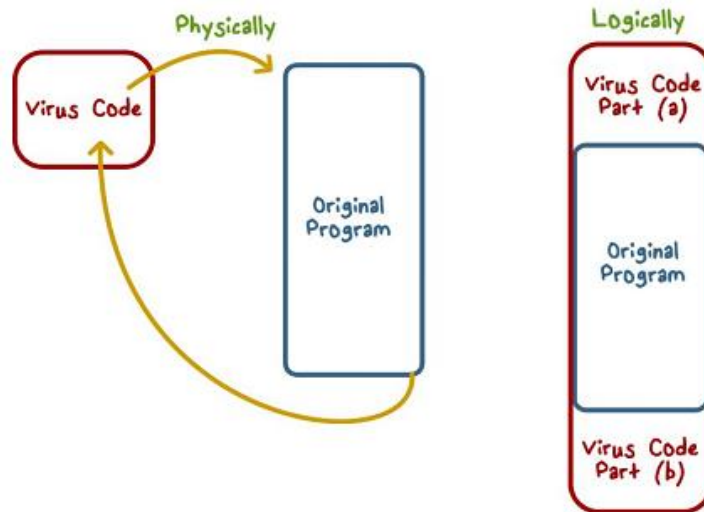 Physically
Virus Code
Original
Program
Logically
Virus Code
Part (a)
Original
Program
Virus Code
Part (b)